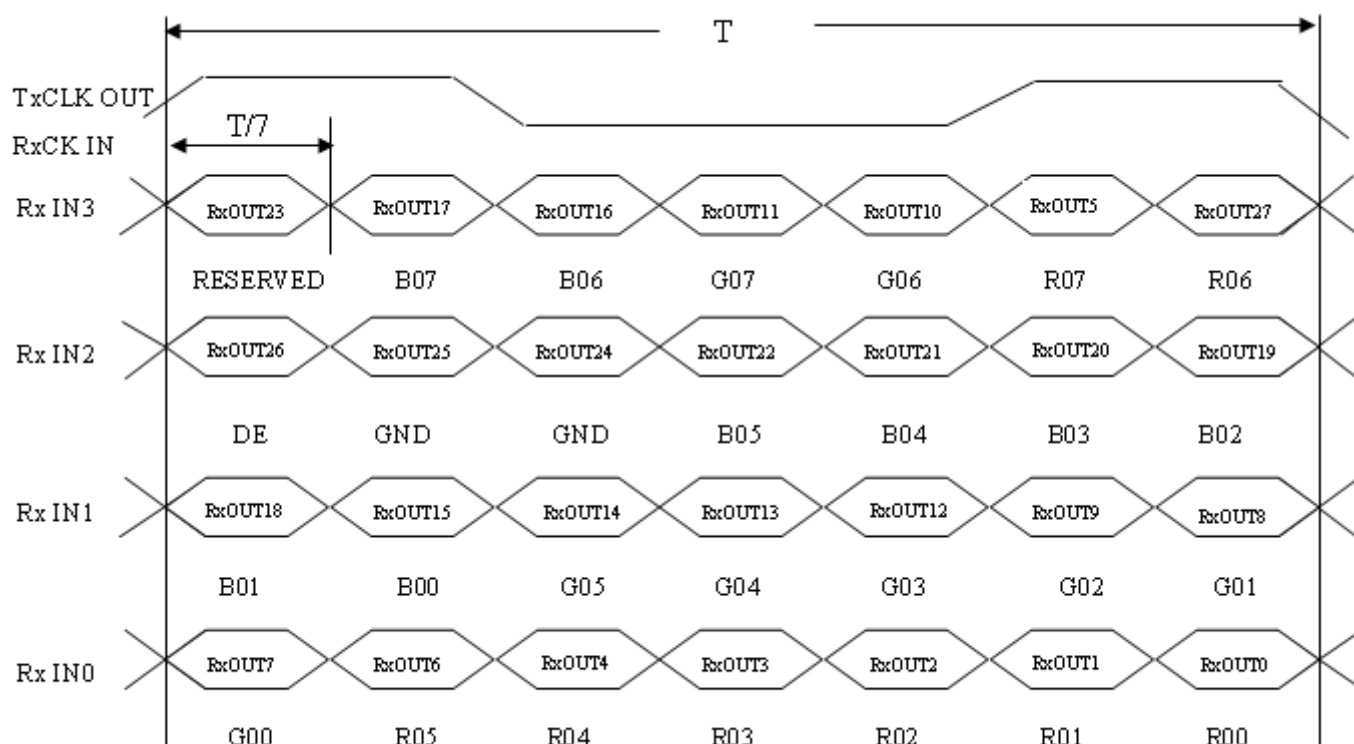 T
TxCLK OUT
T/7
RxCK IN
Rx IN3 RxOUT23 RxOUT17 RxOUT16 RxOUT11 RxOUT10 RxOUT5 RxOUT27
RESERVED B07 B06 G07 G06 R07 R06
Rx IN2 RxOUT26 RxOUT25 RxOUT24 RxOUT22 RxOUT21 RxOUT20 RxOUT19
DE GND GND B05 B04 B03 B02
Rx IN1 RxOUT18 RxOUT15 RxOUT14 RxOUT13 RxOUT12 RxOUT9 RxOUT8
B01 B00 G05 G04 G03 G02 G01
Rx IN0 RxOUT7 RxOUT6 RxOUT4 RxOUT3 RxOUT2 RxOUT1 RxOUT0
G00 R05 R04 R03 R02 R01 R00